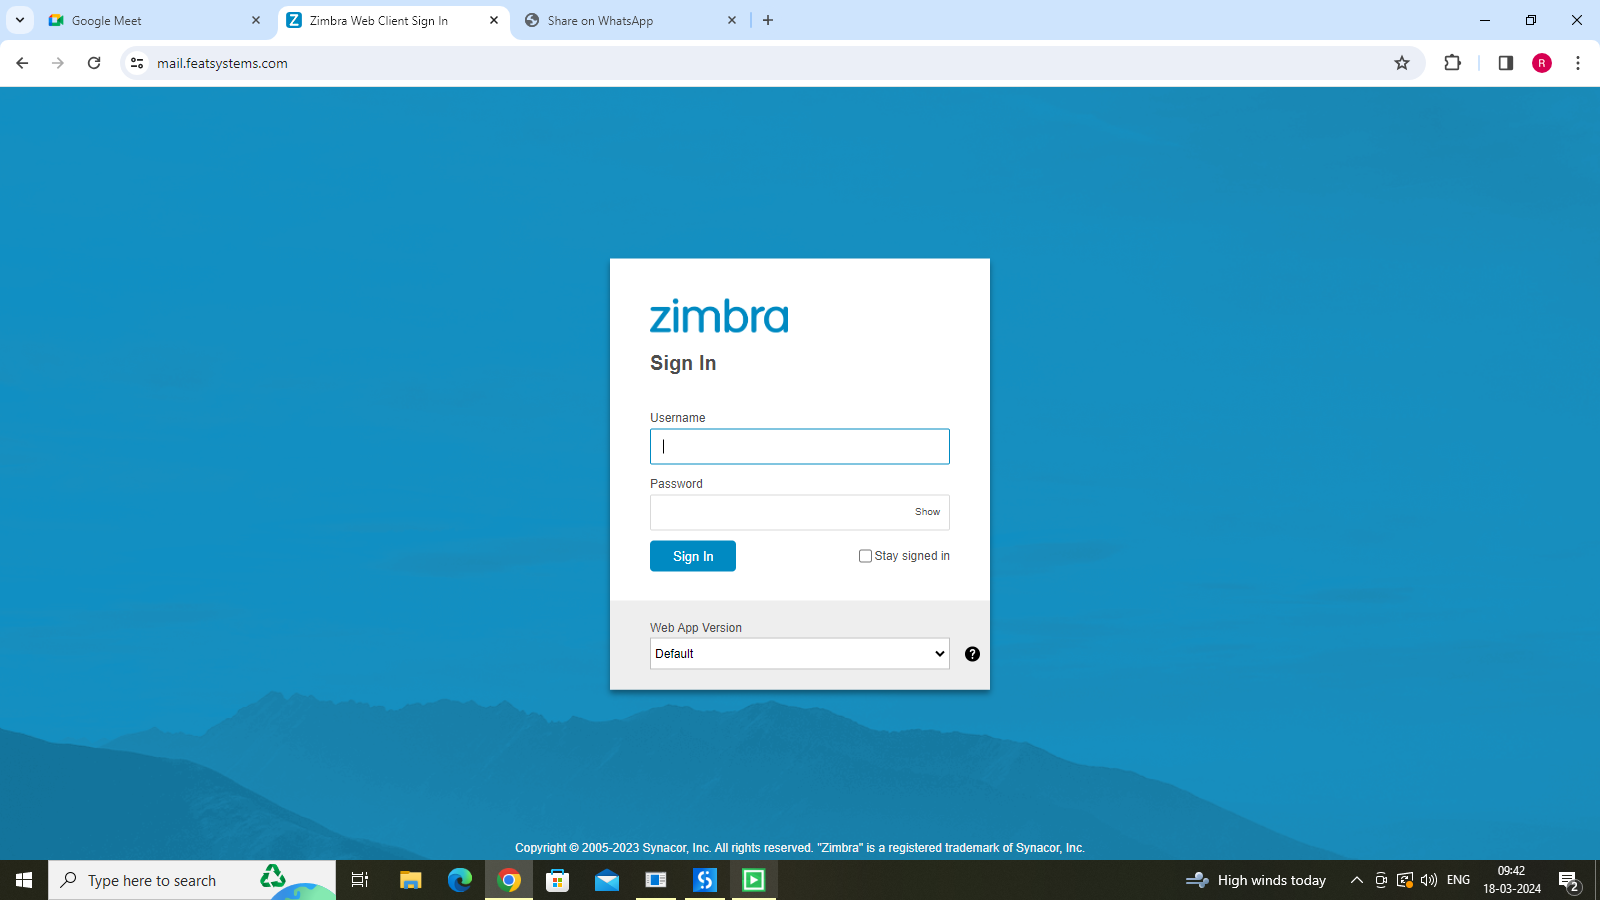 Google Meet
Zimbra Web Client Sign In
Share on WhatsApp
mail.featsystems.com
R
zimbra
Sign In
Username
Password
Show
Sign In
Stay signed in
Web App Version
Default
?
Copyright © 2005-2023 Synacor, Inc. All rights reserved. "Zimbra" is a registered trademark of Synacor, Inc.
Type here to search
High winds today
ENG
09:42
18-03-2024
2